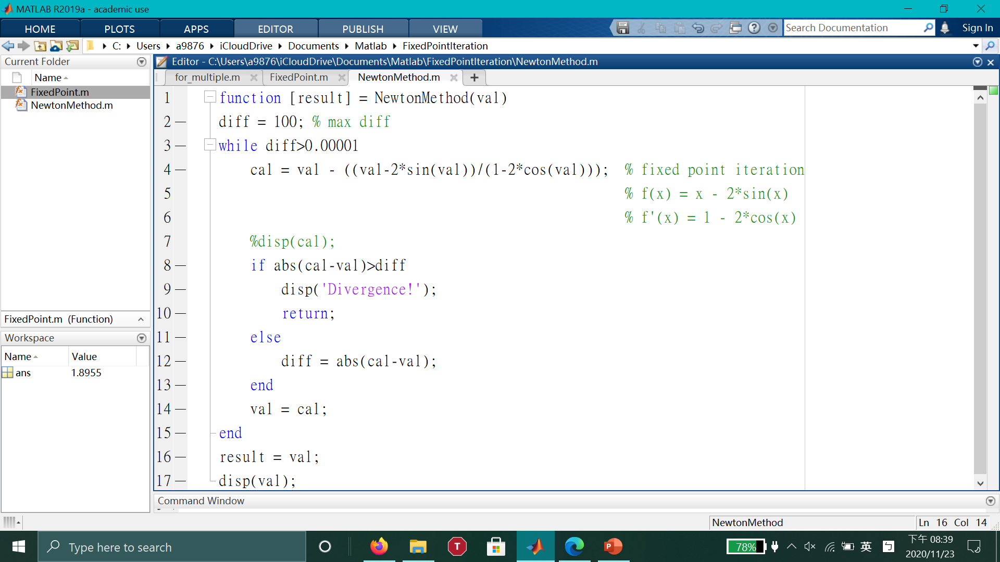 MATLAB R2019a - academic use
HOME PLOTS APPS EDITOR PUBLISH VIEW Search Documentation Sign In
C: Users a9876 iCloudDrive Documents Matlab FixedPointIteration
Current Folder
Name
FixedPoint.m
NewtonMethod.m
FixedPoint.m (Function)
Workspace
Name Value
ans 1.8955
Editor - C:\Users\a9876\iCloudDrive\Documents\Matlab\FixedPointIteration\NewtonMethod.m
for_multiple.m FixedPoint.m NewtonMethod.m
1 function [result] = NewtonMethod(val)
2 diff = 100; % max diff
3 while diff>0.00001
4 cal = val - ((val-2*sin(val))/(1-2*cos(val))); % fixed point iteration
5 % f(x) = x - 2*sin(x)
6 % f'(x) = 1 - 2*cos(x)
7 %disp(cal);
8 if abs(cal-val)>diff
9 disp('Divergence!');
10 return;
11 else
12 diff = abs(cal-val);
13 end
14 val = cal;
15 end
16 result = val;
17 disp(val);
Command Window
NewtonMethod Ln 16 Col 14
Type here to search
T
P
78%
英
ㄅ
下午 08:39
2020/11/23